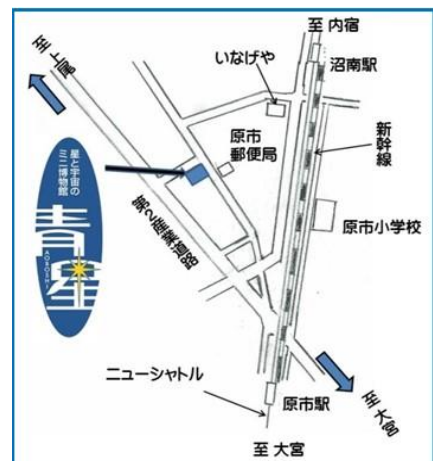 至 内宿
沼南駅
至上尾
いなげや
新幹線
原市
郵便局
星と宇宙の
ミニ博物館
青星
AOBOSHI
第2産業道路
原市小学校
ニューシャトル
原市駅
至大宮
至 大宮